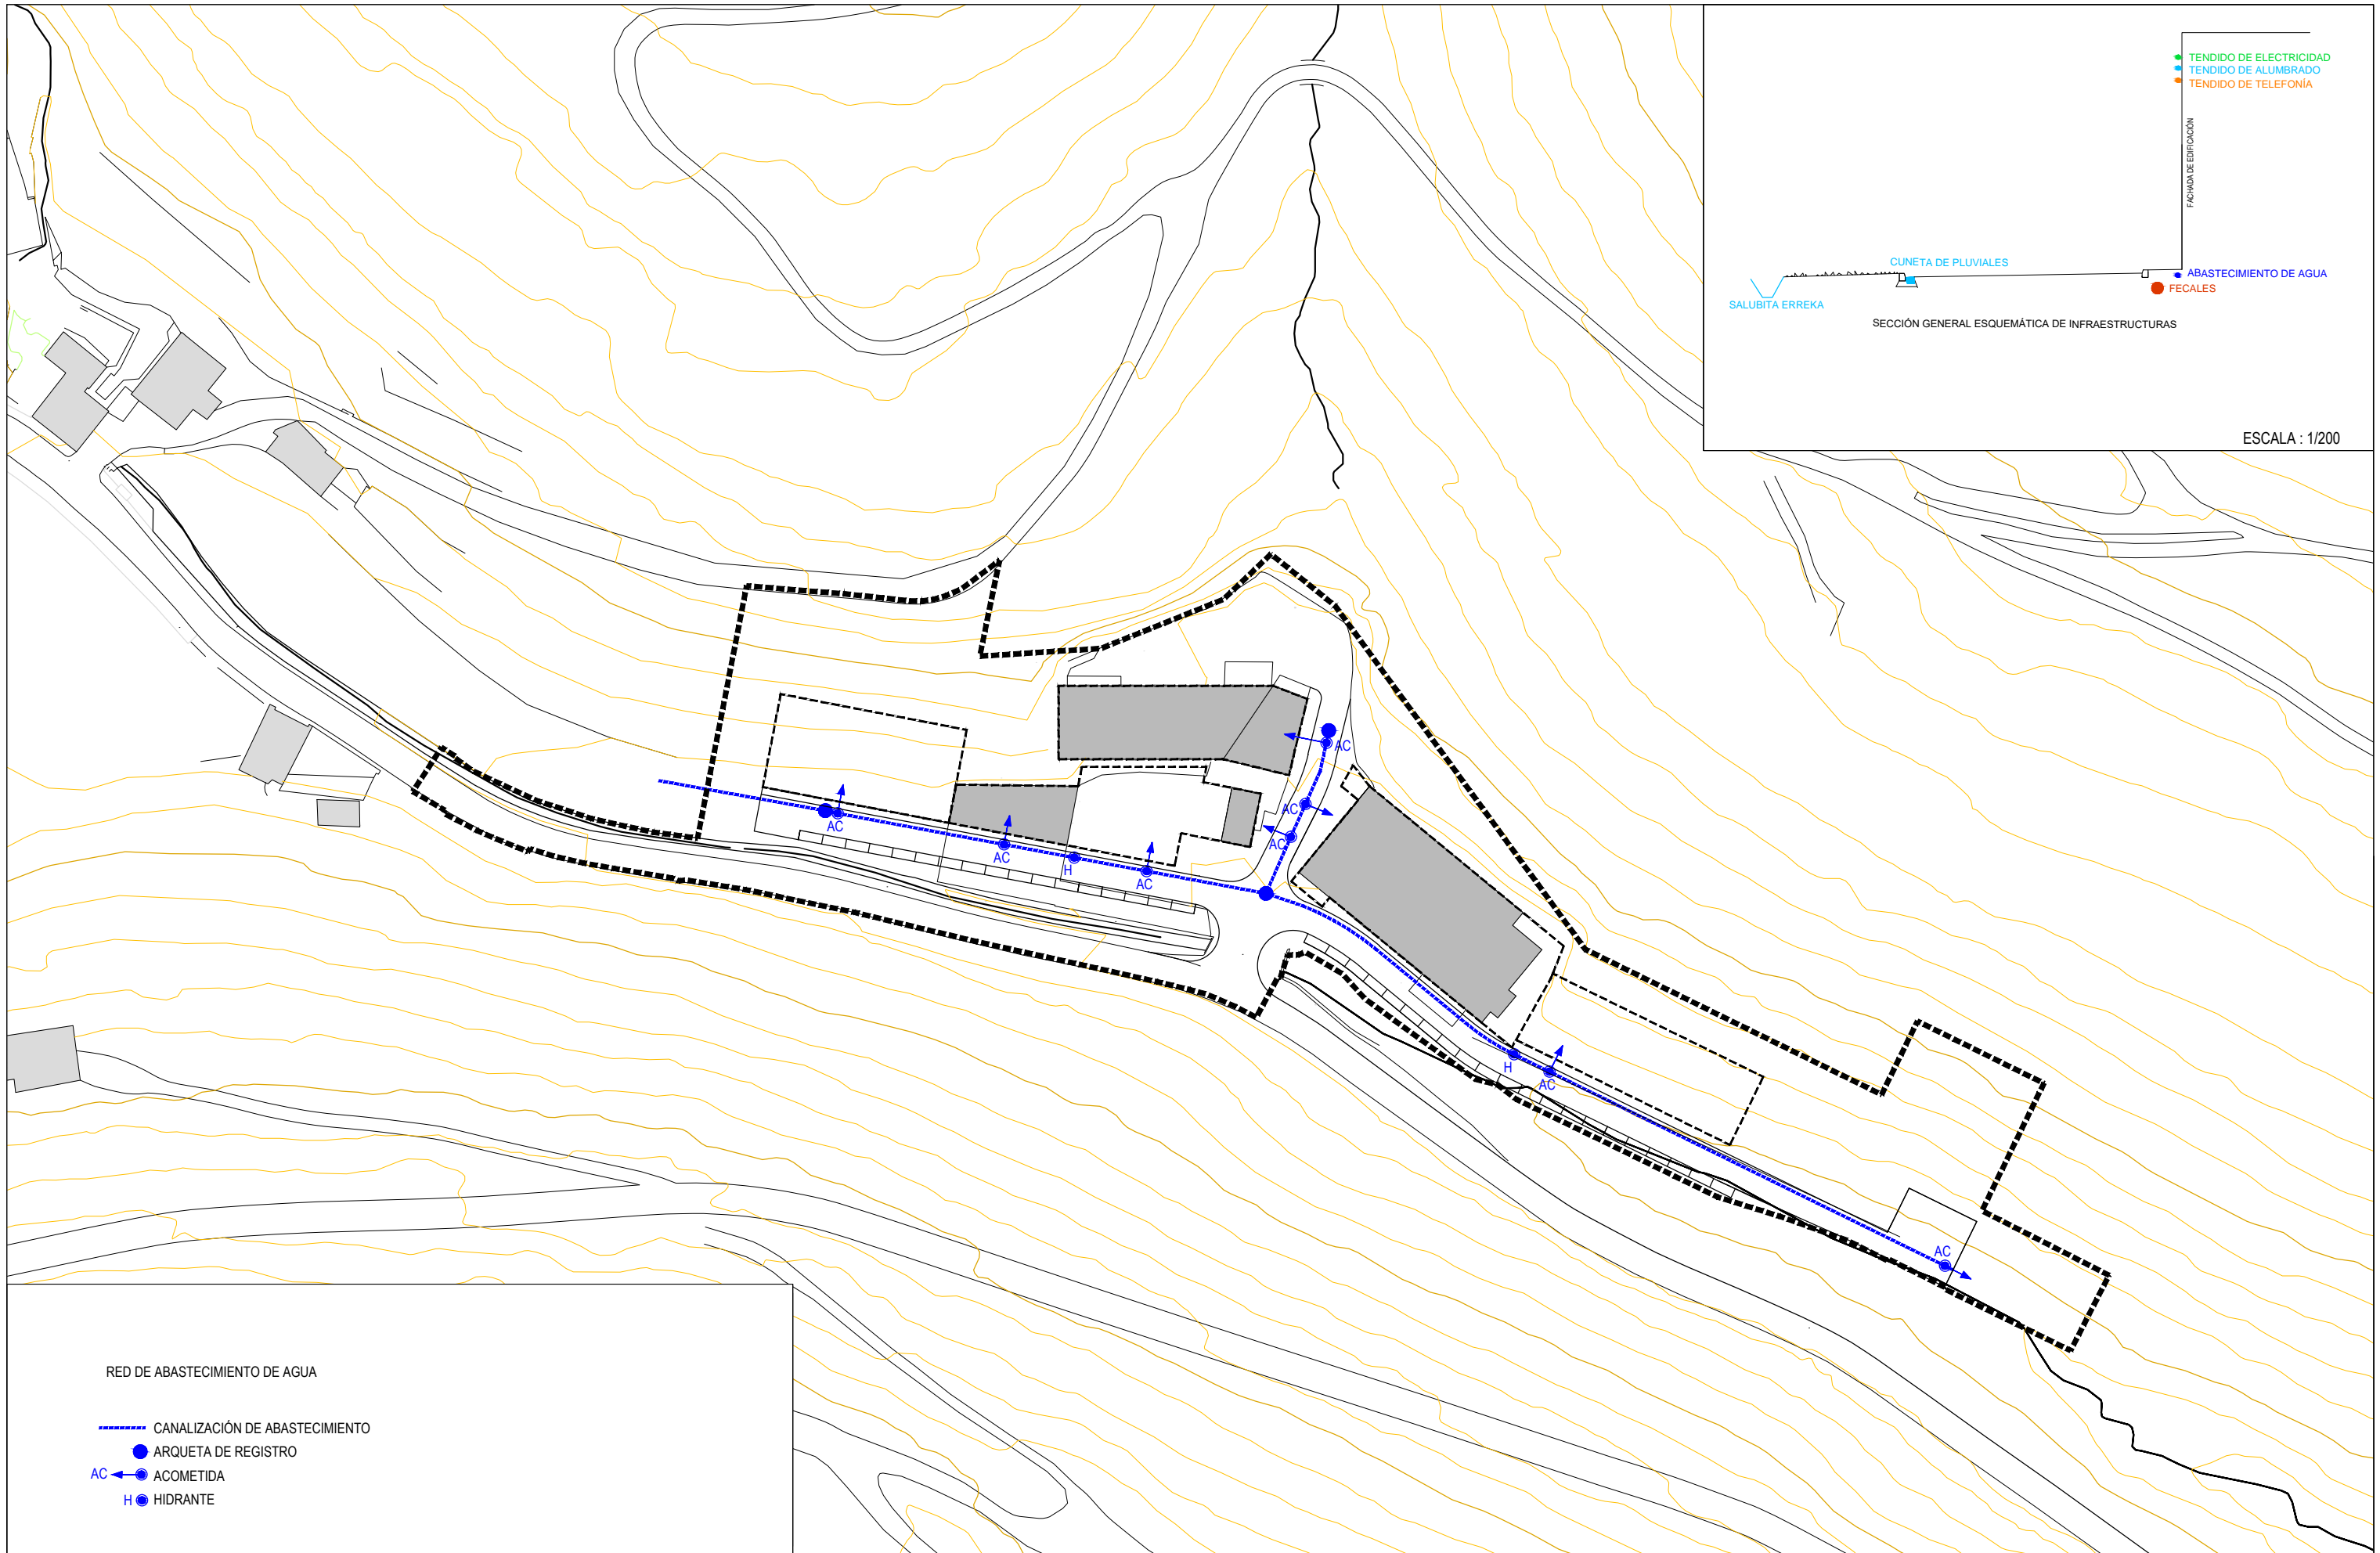 TENDIDO DE ELECTRICIDAD
TENDIDO DE ALUMBRADO
TENDIDO DE TELEFONÍA
FACHADA DE EDIFICACIÓN
CUNETA DE PLUVIALES
ABASTECIMIENTO DE AGUA
FECALES
SALUBITA ERREKA
SECCIÓN GENERAL ESQUEMÁTICA DE INFRAESTRUCTURAS
ESCALA : 1/200
AC
AC
AC
AC
AC
H
AC
H
AC
AC
RED DE ABASTECIMIENTO DE AGUA
CANALIZACIÓN DE ABASTECIMIENTO
ARQUETA DE REGISTRO
AC ACOMETIDA
H HIDRANTE